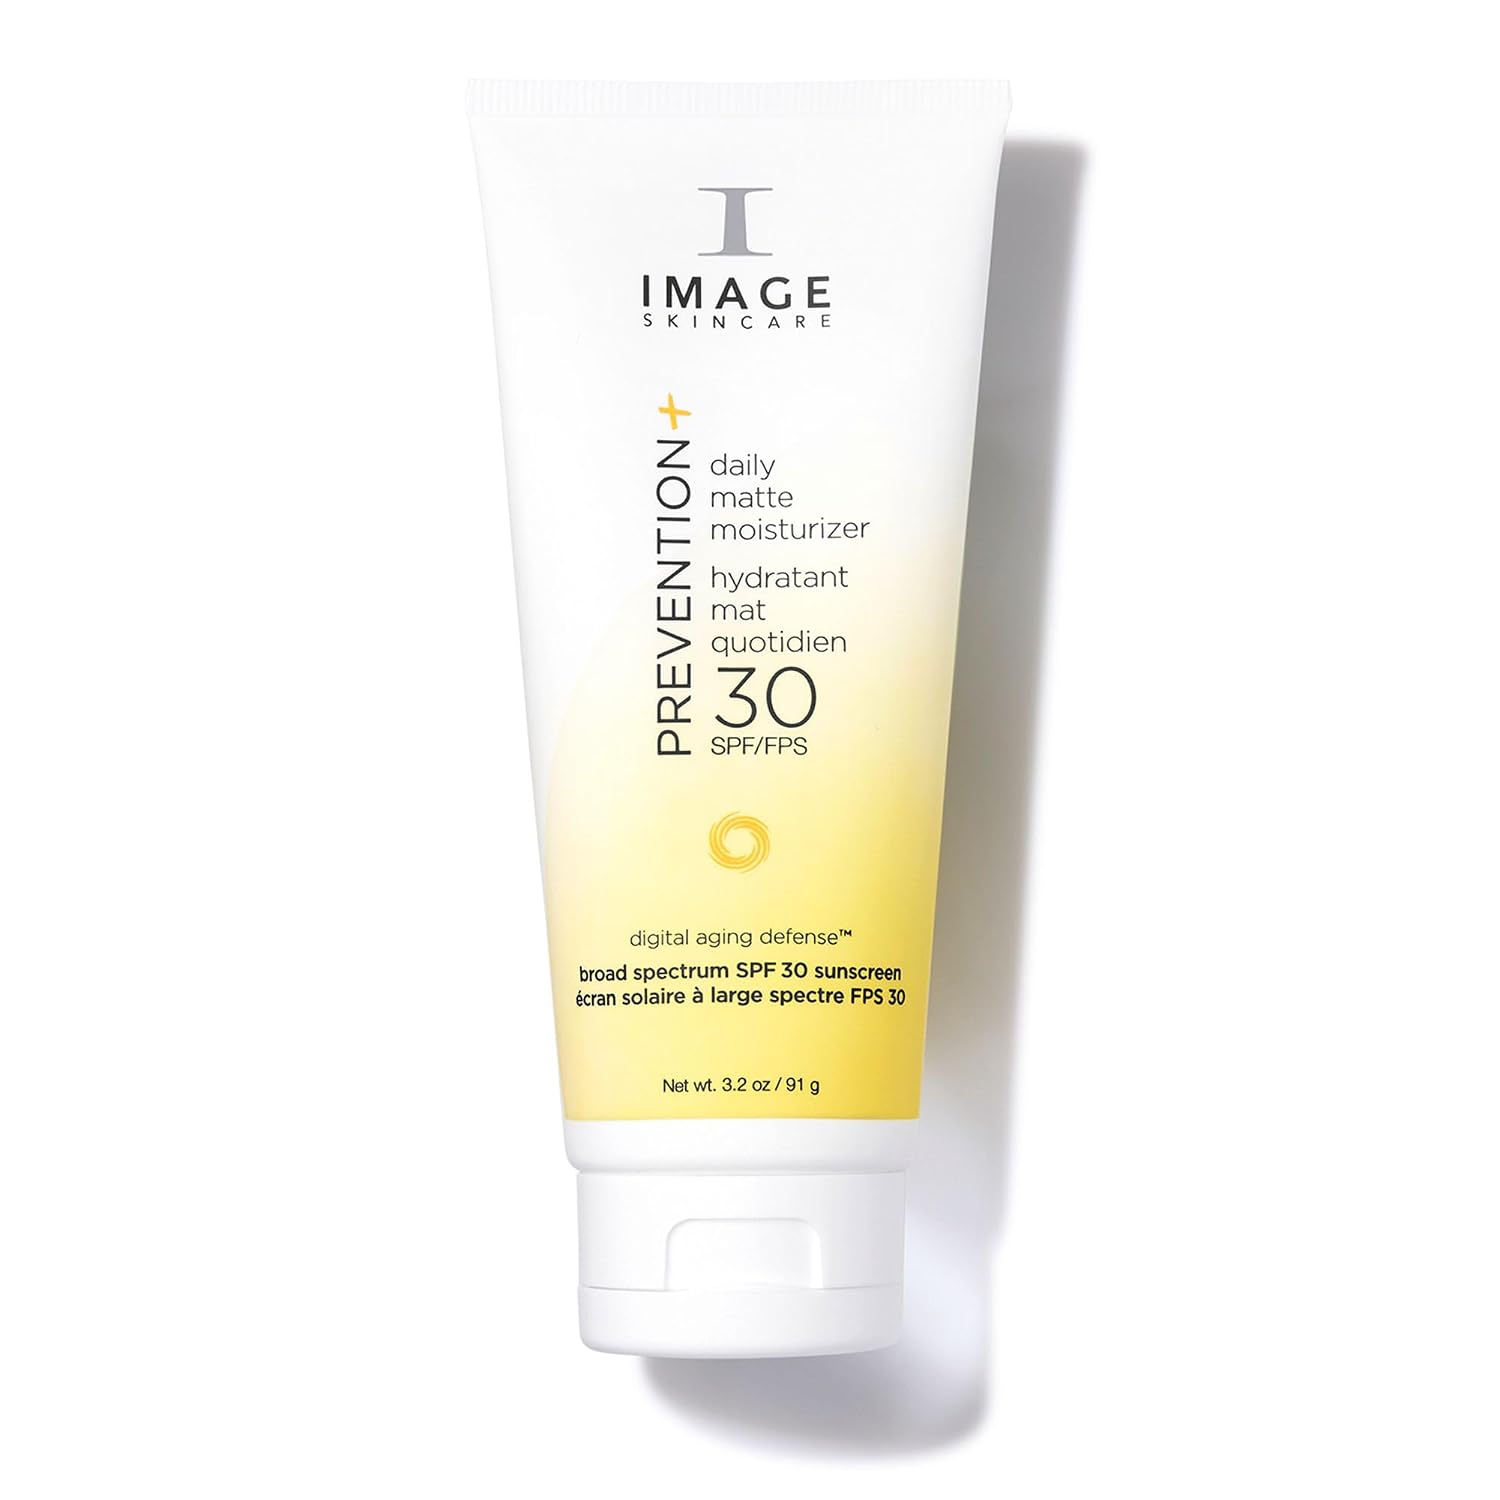 I
IMAGE
SKINCARE
PREVENTION+
daily
matte
moisturizer
hydratant
mat
quotidien
30
SPF/FPS
digital aging defense™
broad spectrum SPF 30 sunscreen
écran solaire à large spectre FPS 30
Net wt. 3.2 oz / 91 g